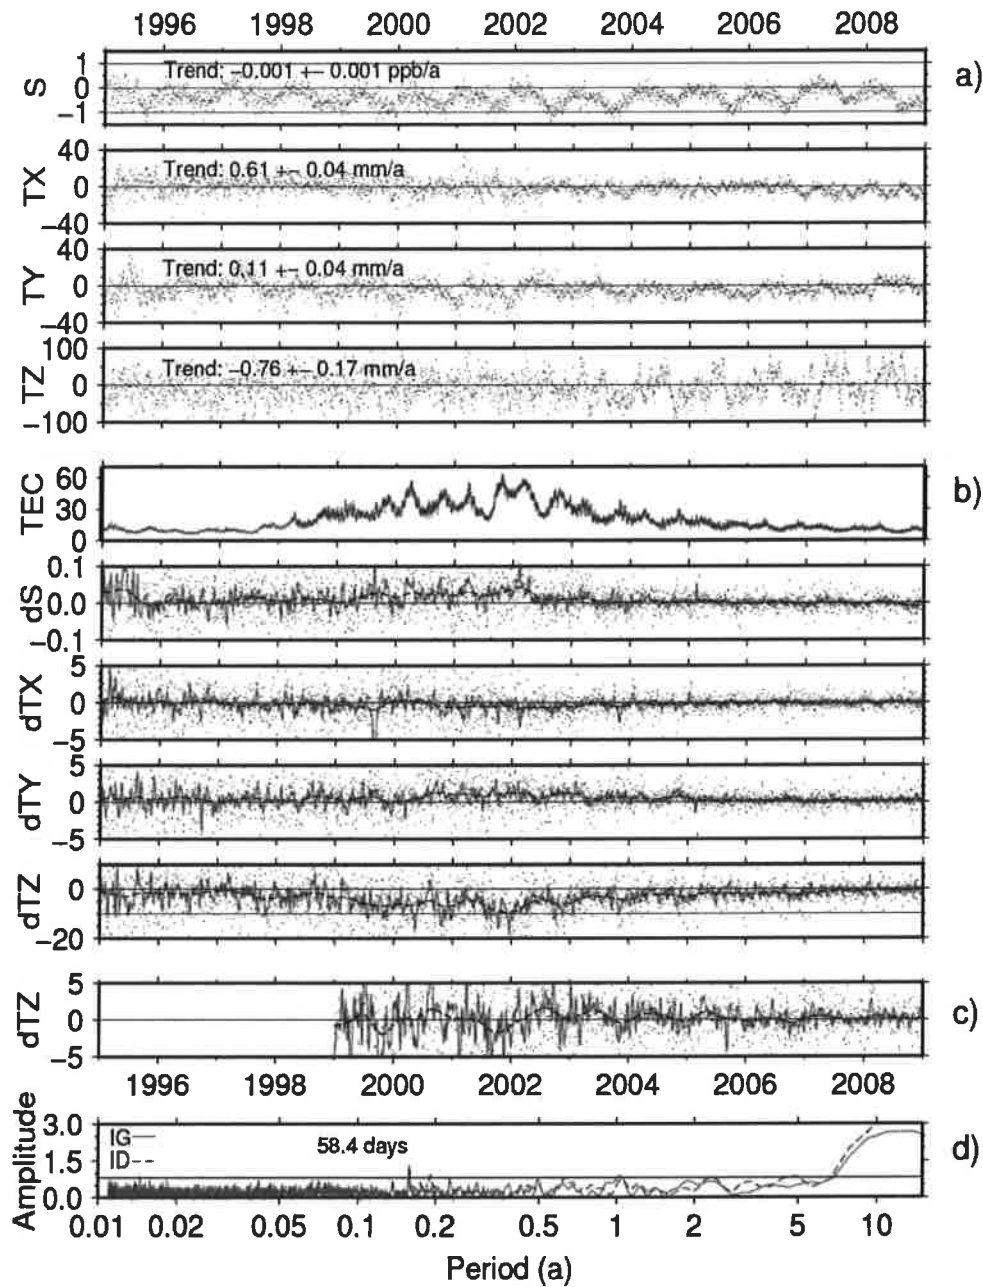 1996 1998 2000 2002 2004 2006 2008
a)
S
1
0
−1
Trend: −0.001 +− 0.001 ppb/a
TX
40
0
−40
Trend: 0.61 +− 0.04 mm/a
TY
40
0
−40
Trend: 0.11 +− 0.04 mm/a
TZ
100
0
−100
Trend: −0.76 +− 0.17 mm/a
b)
TEC
60
30
0
dS
0.1
0.0
−0.1
dTX
5
0
−5
dTY
5
0
−5
dTZ
0
−20
c)
dTZ
5
0
−5
1996 1998 2000 2002 2004 2006 2008
d)
Amplitude
3.0
1.5
0.0
IG
ID
58.4 days
0.01 0.02 0.05 0.1 0.2 0.5 1 2 5 10
Period (a)